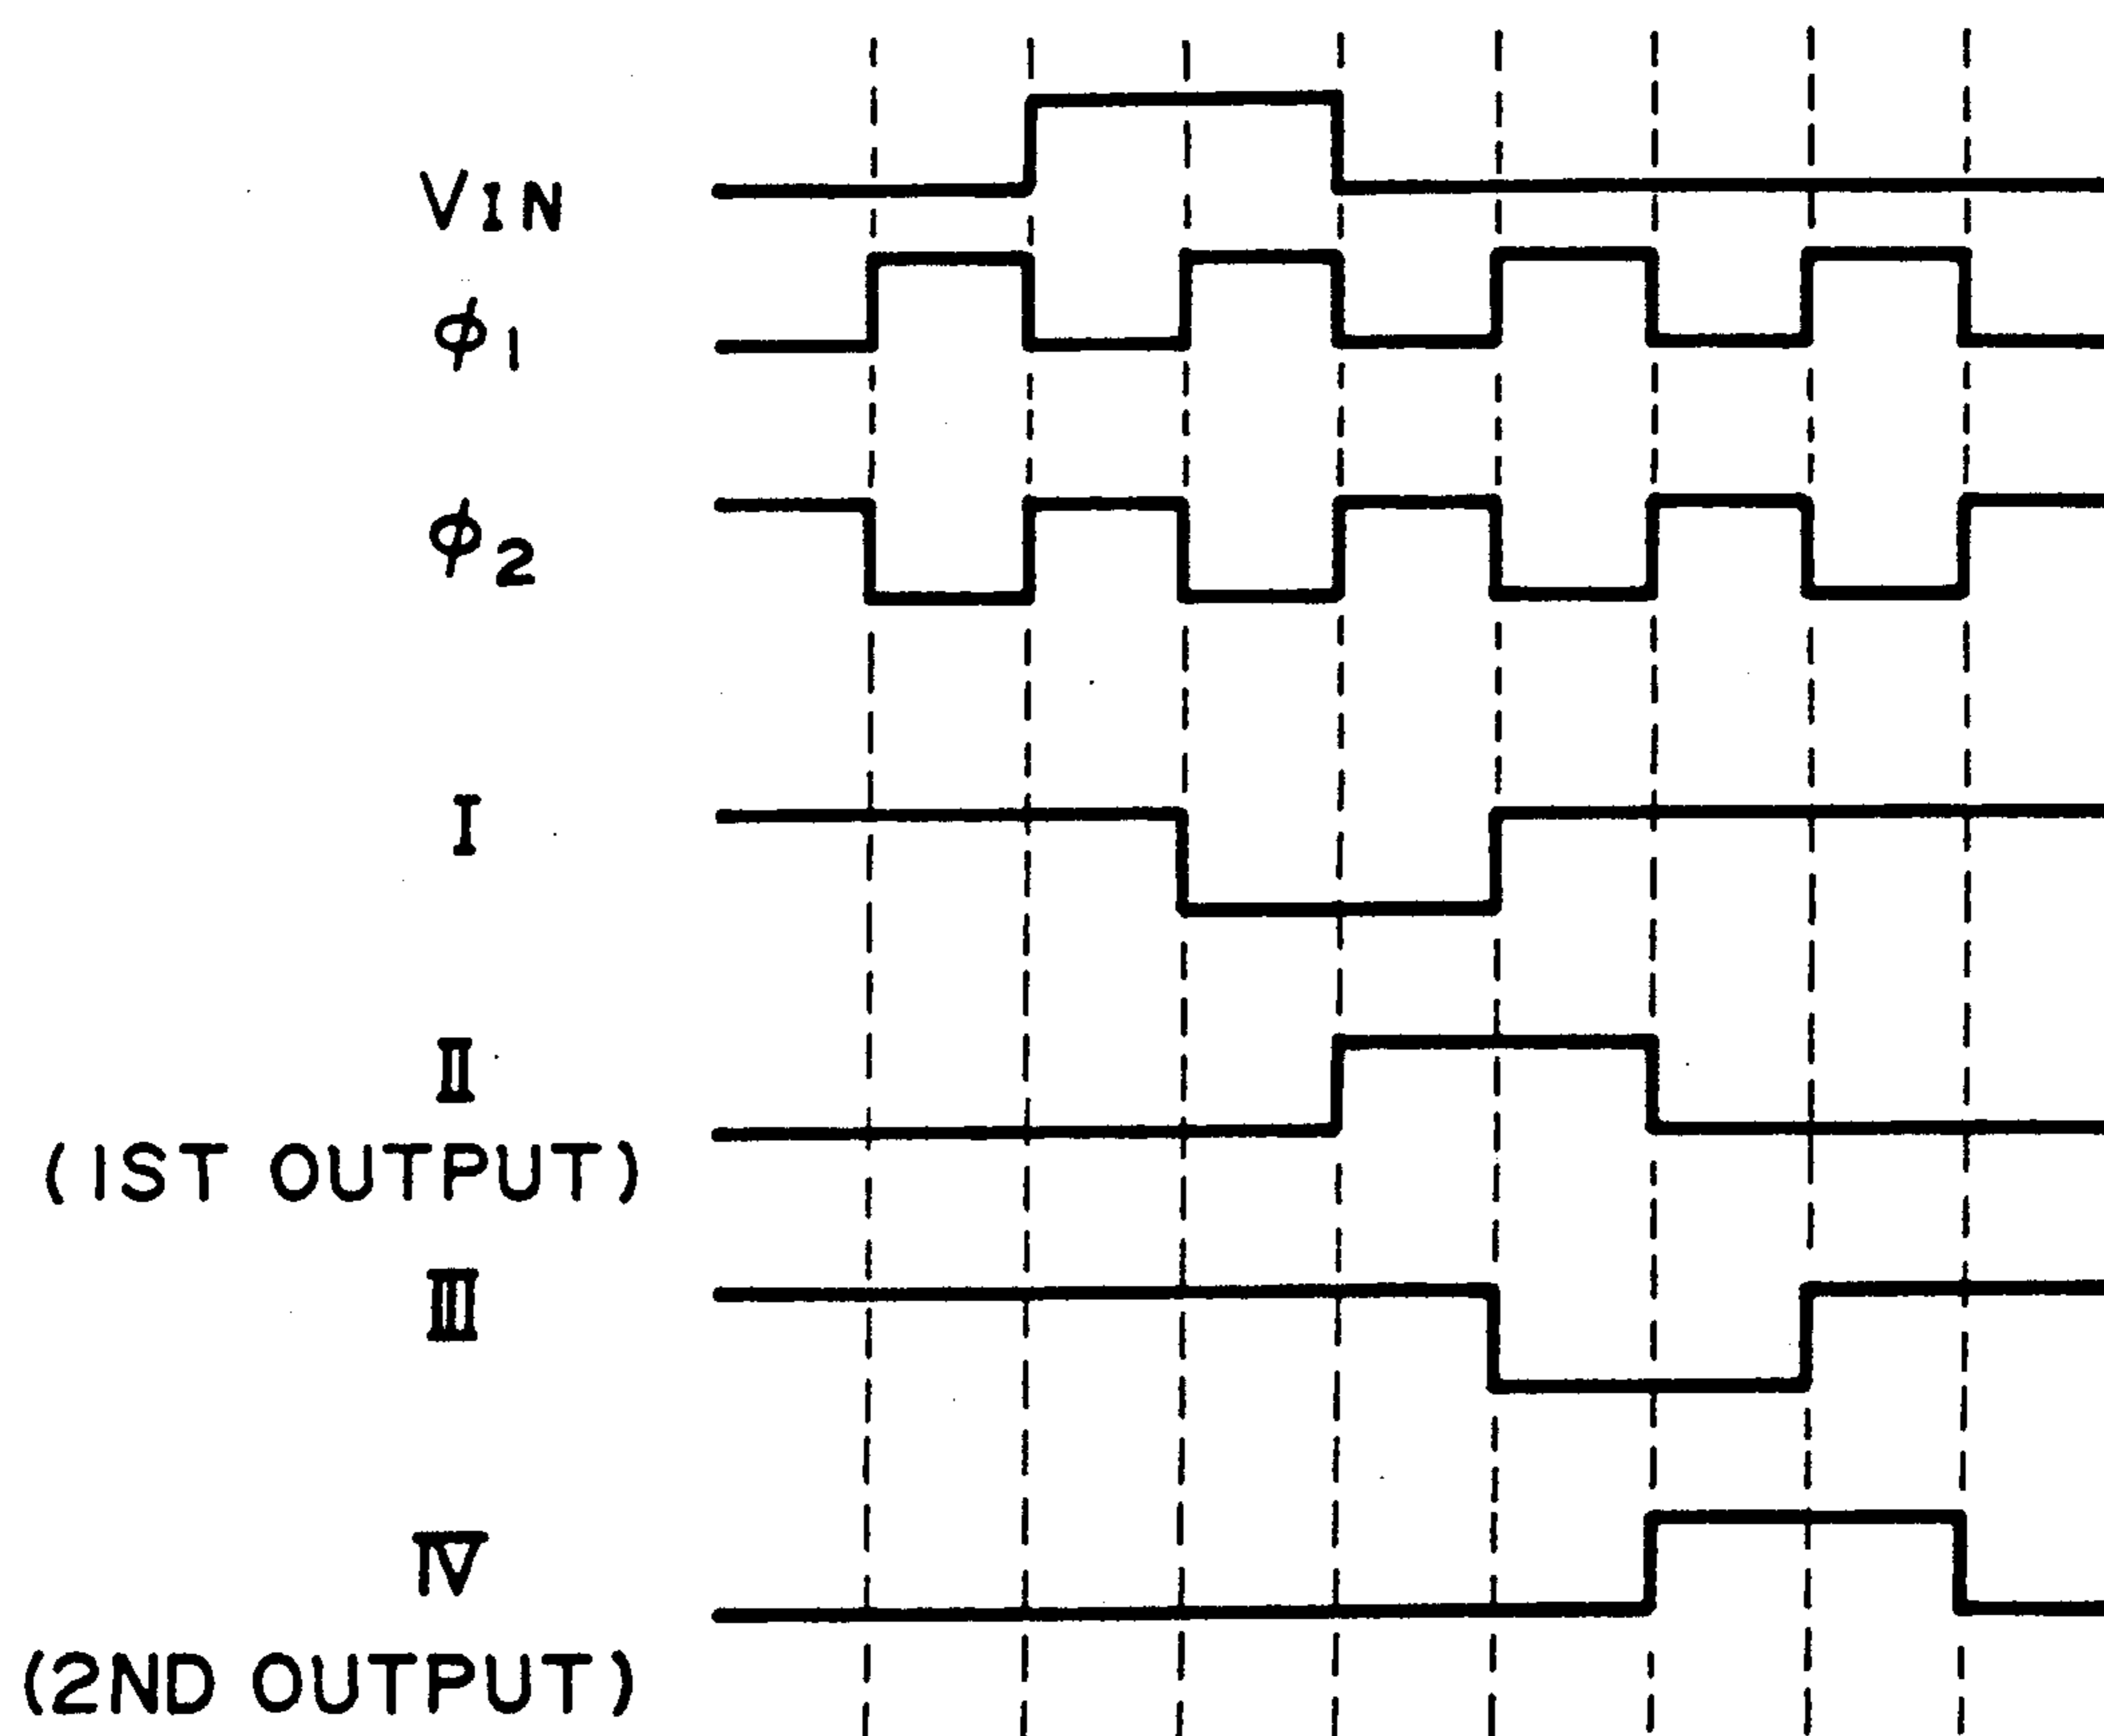 VIN
ϕ1
ϕ2
I
II
(1ST OUTPUT)
III
IV
(2ND OUTPUT)